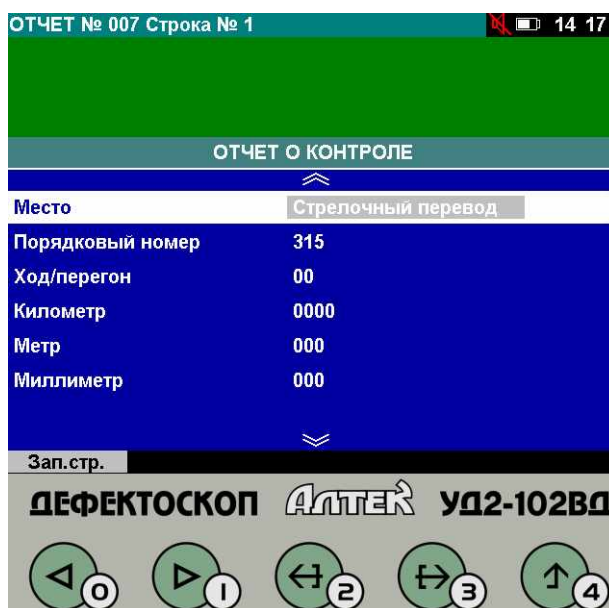 ОТЧЕТ № 007 Строка № 1 14 17
ОТЧЕТ О КОНТРОЛЕ
Место Стрелочный перевод
Порядковый номер 315
Ход/перегон 00
Километр 0000
Метр 000
Миллиметр 000
Зап.стр.
ДЕФЕКТОСКОП АЛТЕК УД2-102ВД
0 1 2 3 4